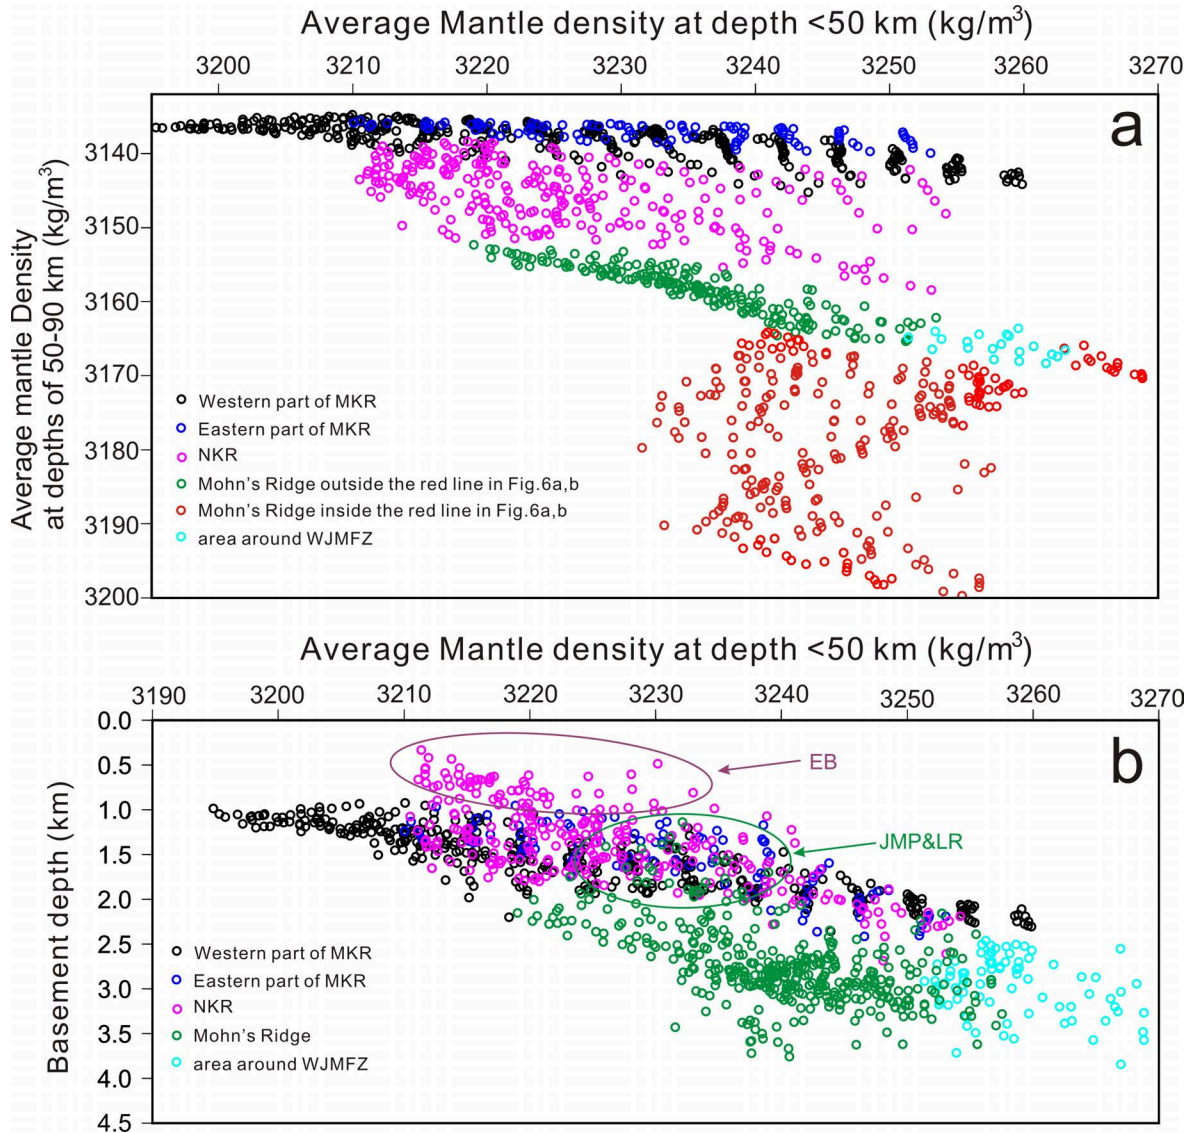 Average Mantle density at depth <50 km (kg/m³)
3200 3210 3220 3230 3240 3250 3260 3270
a
Average mantle Density
at depths of 50-90 km (kg/m³)
3140
3150
3160
3170
3180
3190
3200
Western part of MKR
Eastern part of MKR
NKR
Mohn's Ridge outside the red line in Fig.6a,b
Mohn's Ridge inside the red line in Fig.6a,b
area around WJMFZ
Average Mantle density at depth <50 km (kg/m³)
3190 3200 3210 3220 3230 3240 3250 3260 3270
b
Basement depth (km)
0.0
0.5
1.0
1.5
2.0
2.5
3.0
3.5
4.0
4.5
EB
JMP&LR
Western part of MKR
Eastern part of MKR
NKR
Mohn's Ridge
area around WJMFZ